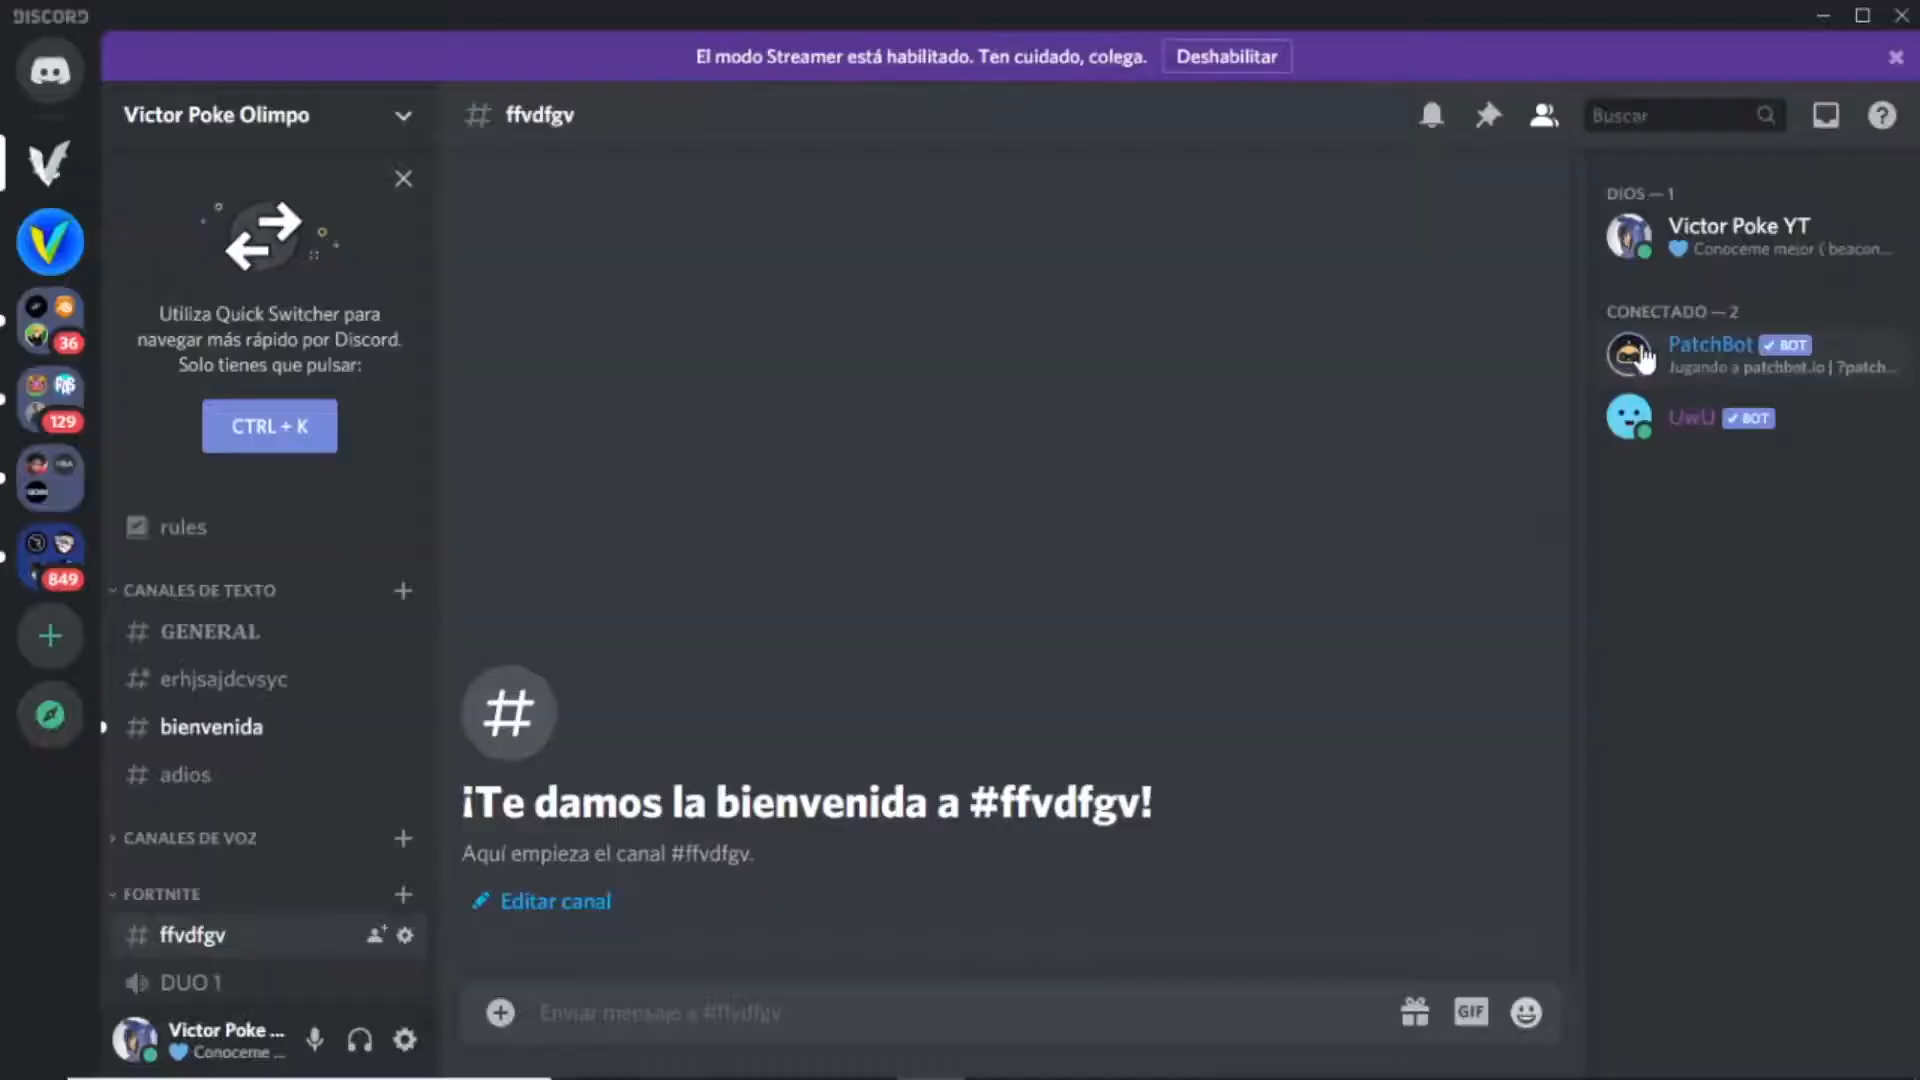 DISCORD
El modo Streamer está habilitado. Ten cuidado, colega.
Deshabilitar
Victor Poke Olimpo
ffvdfgv
Buscar
36
129
849
Utiliza Quick Switcher para
navegar más rápido por Discord.
Solo tienes que pulsar:
CTRL + K
rules
CANALES DE TEXTO
GENERAL
erhjsajdcvsyc
bienvenida
adios
CANALES DE VOZ
FORTNITE
ffvdfgv
DUO 1
Victor Poke ...
Conoceme ...
¡Te damos la bienvenida a #ffvdfgv!
Aquí empieza el canal #ffvdfgv.
Editar canal
Enviar mensaje a #ffvdfgv
GIF
DIOS — 1
Victor Poke YT
Conoceme mejor ( beacon...
CONECTADO — 2
PatchBot ✓ BOT
Jugando a patchbot.io | ?patch...
UwU ✓ BOT